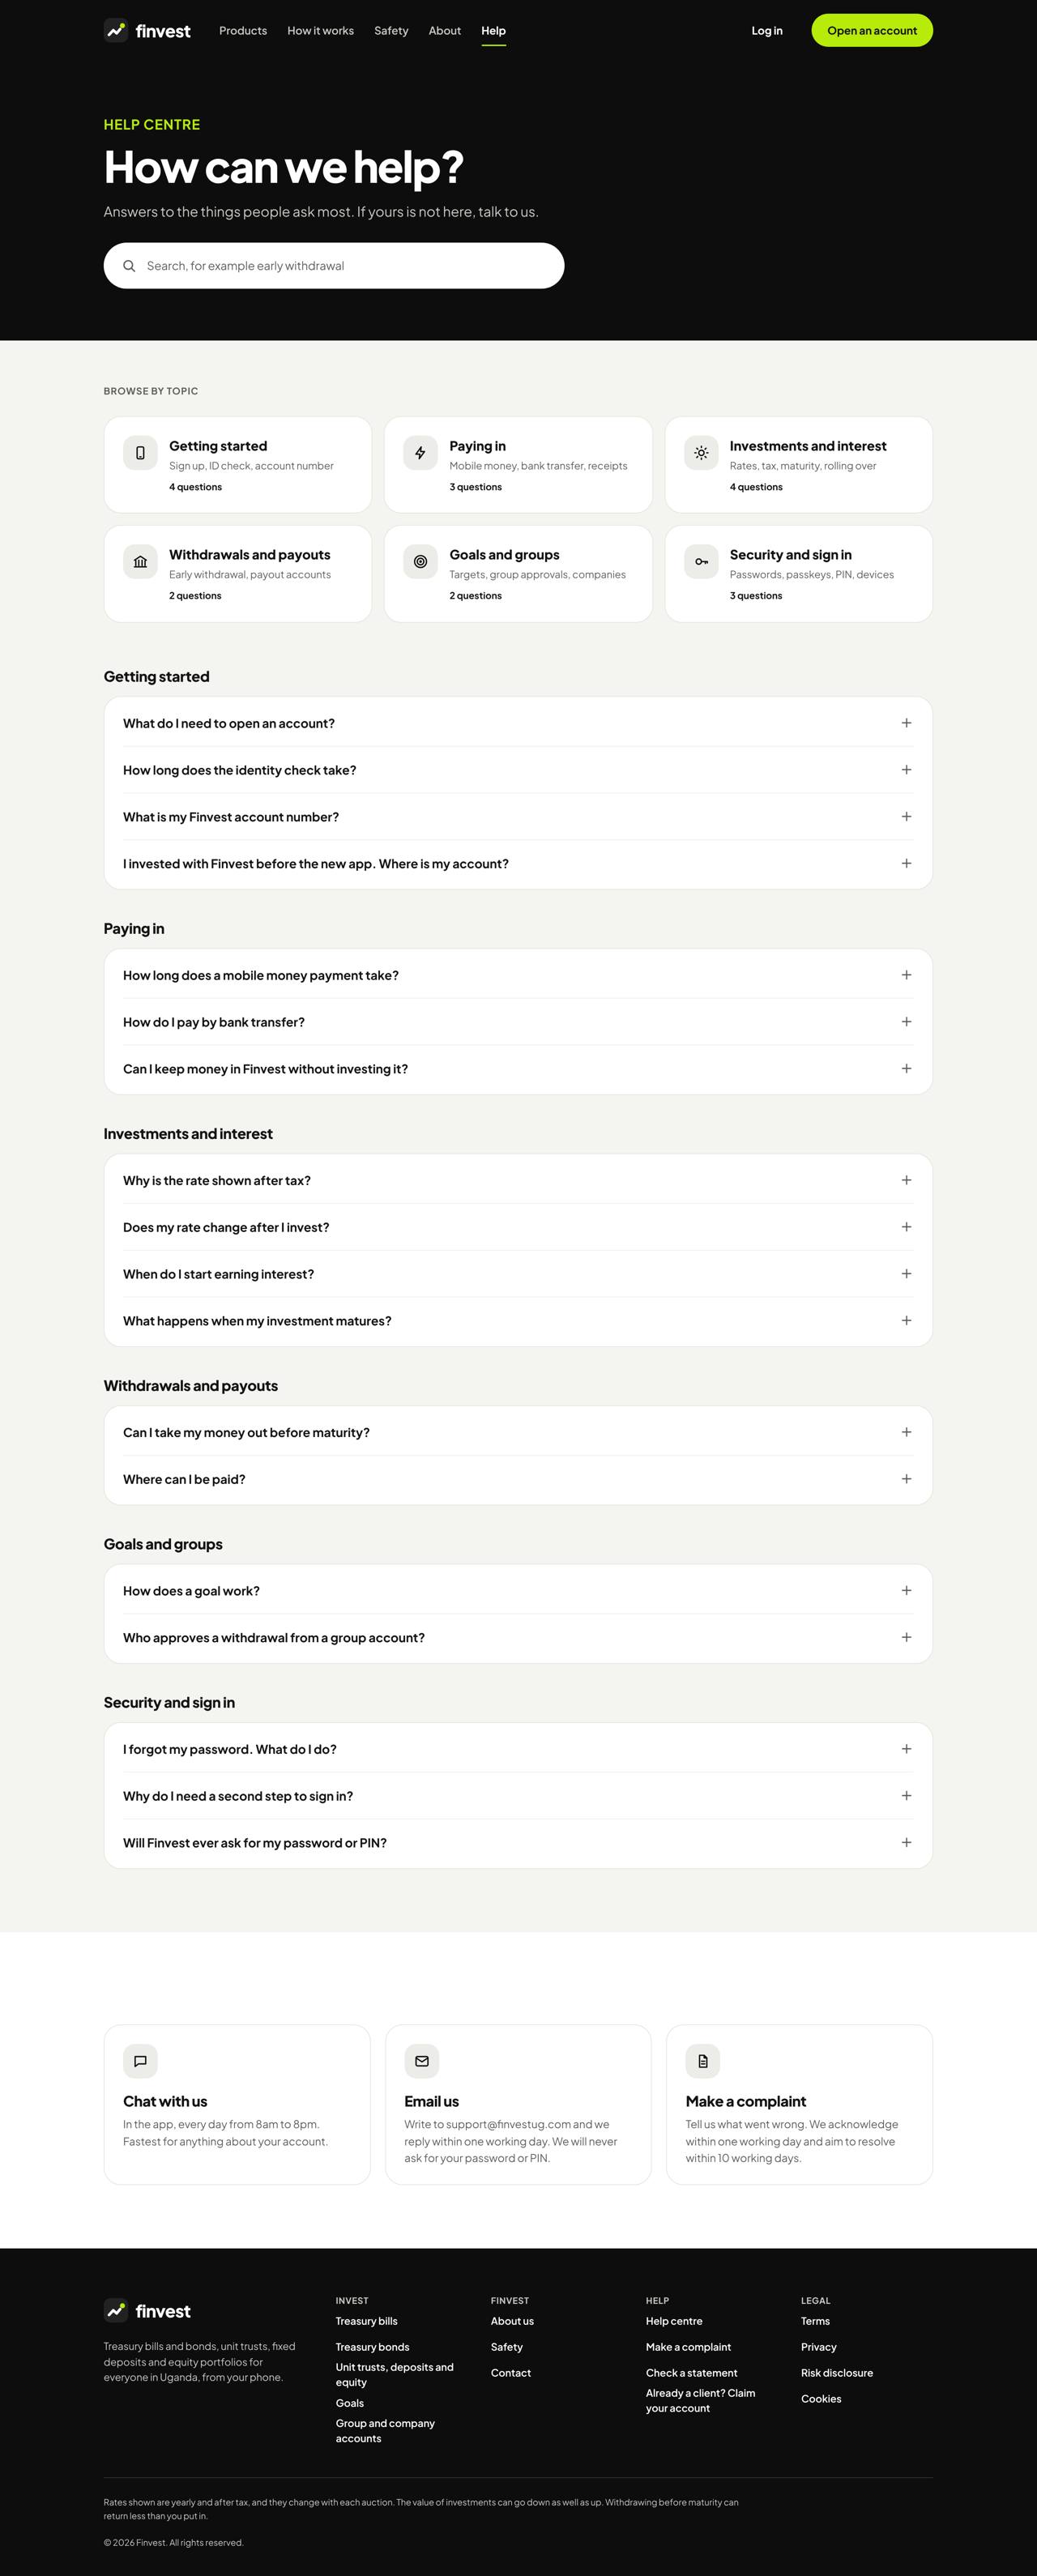 finvest
Products
How it works
Safety
About
Help
Log in
Open an account
HELP CENTRE
How can we help?
Answers to the things people ask most. If yours is not here, talk to us.
Search, for example early withdrawal
BROWSE BY TOPIC
Getting started
Sign up, ID check, account number
4 questions
Paying in
Mobile money, bank transfer, receipts
3 questions
Investments and interest
Rates, tax, maturity, rolling over
4 questions
Withdrawals and payouts
Early withdrawal, payout accounts
2 questions
Goals and groups
Targets, group approvals, companies
2 questions
Security and sign in
Passwords, passkeys, PIN, devices
3 questions
Getting started
What do I need to open an account?
How long does the identity check take?
What is my Finvest account number?
I invested with Finvest before the new app. Where is my account?
Paying in
How long does a mobile money payment take?
How do I pay by bank transfer?
Can I keep money in Finvest without investing it?
Investments and interest
Why is the rate shown after tax?
Does my rate change after I invest?
When do I start earning interest?
What happens when my investment matures?
Withdrawals and payouts
Can I take my money out before maturity?
Where can I be paid?
Goals and groups
How does a goal work?
Who approves a withdrawal from a group account?
Security and sign in
I forgot my password. What do I do?
Why do I need a second step to sign in?
Will Finvest ever ask for my password or PIN?
Chat with us
In the app, every day from 8am to 8pm.
Fastest for anything about your account.
Email us
Write to support@finvestug.com and we
reply within one working day. We will never
ask for your password or PIN.
Make a complaint
Tell us what went wrong. We acknowledge
within one working day and aim to resolve
within 10 working days.
finvest
Treasury bills and bonds, unit trusts, fixed
deposits and equity portfolios for
everyone in Uganda, from your phone.
INVEST
Treasury bills
Treasury bonds
Unit trusts, deposits and
equity
Goals
Group and company
accounts
FINVEST
About us
Safety
Contact
HELP
Help centre
Make a complaint
Check a statement
Already a client? Claim
your account
LEGAL
Terms
Privacy
Risk disclosure
Cookies
Rates shown are yearly and after tax, and they change with each auction. The value of investments can go down as well as up. Withdrawing before maturity can
return less than you put in.
© 2026 Finvest. All rights reserved.